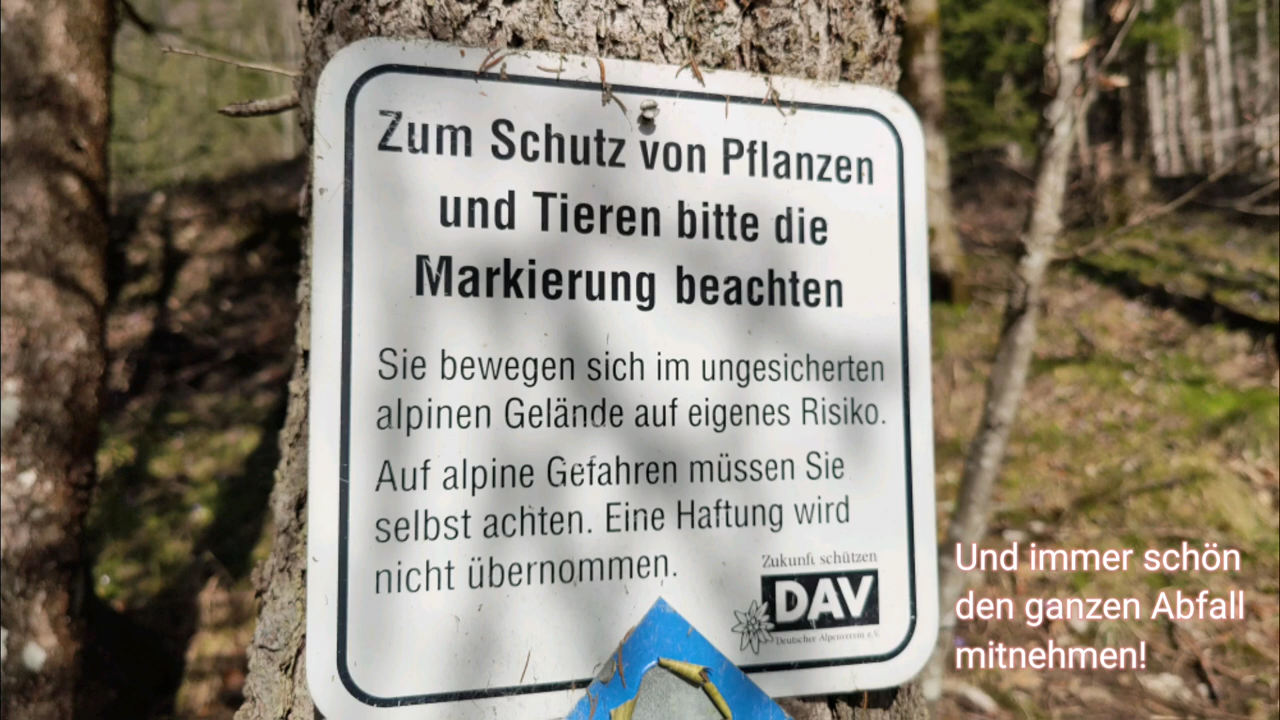 Zum Schutz von Pflanzen
und Tieren bitte die
Markierung beachten
Sie bewegen sich im ungesicherten
alpinen Gelände auf eigenes Risiko.
Auf alpine Gefahren müssen Sie
selbst achten. Eine Haftung wird
nicht übernommen.
Zukunft schützen
DAV
Deutscher Alpenverein e.V.
Und immer schön
den ganzen Abfall
mitnehmen!